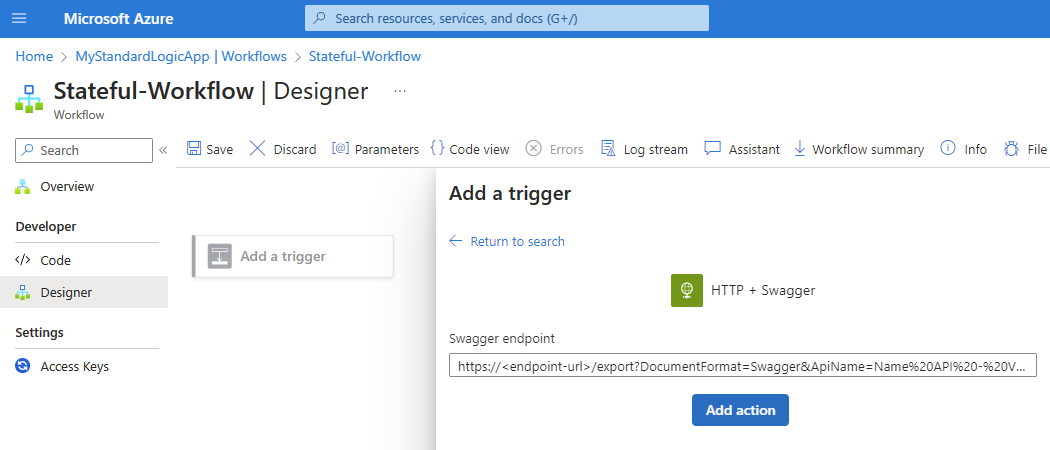 Microsoft Azure
Search resources, services, and docs (G+/)
Home > MyStandardLogicApp | Workflows > Stateful-Workflow
Stateful-Workflow | Designer ...
Workflow
Search «
Save Discard [@] Parameters {} Code view Errors Log stream Assistant Workflow summary Info File
Overview
Add a trigger
Developer
Return to search
Add a trigger
</> Code
Designer
HTTP + Swagger
Settings
Swagger endpoint
Access Keys
https://<endpoint-url>/export?DocumentFormat=Swagger&ApiName=Name%20API%20-%20V...
Add action